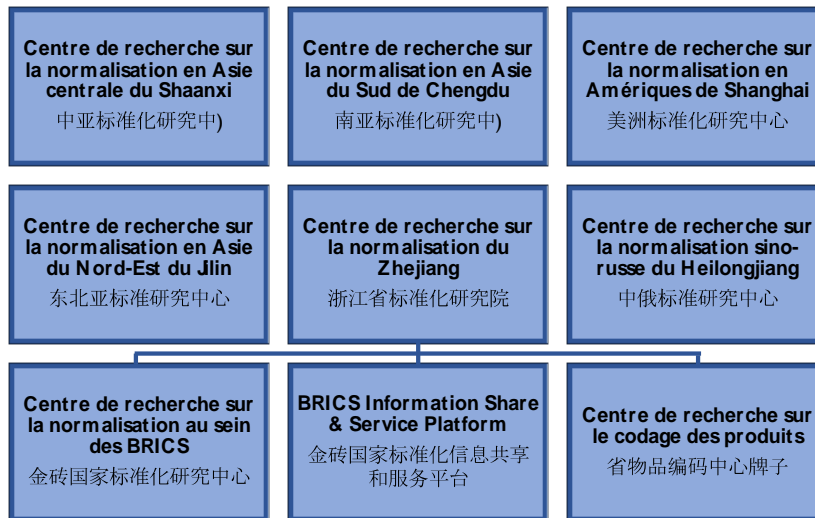 Centre de recherche sur
la normalisation en Asie
centrale du Shaanxi
中亚标准化研究中)
Centre de recherche sur
la normalisation en Asie
du Sud de Chengdu
南亚标准化研究中)
Centre de recherche sur
la normalisation en
Amériques de Shanghai
美洲标准化研究中心
Centre de recherche sur
la normalisation en Asie
du Nord-Est du Jilin
东北亚标准研究中心
Centre de recherche sur
la normalisation du
Zhejiang
浙江省标准化研究院
Centre de recherche sur
la normalisation sino-
russe du Heilongjiang
中俄标准研究中心
Centre de recherche sur
la normalisation au sein
des BRICS
金砖国家标准化研究中心
BRICS Information Share
& Service Platform
金砖国家标准化信息共享
和服务平台
Centre de recherche sur
le codage des produits
省物品编码中心牌子